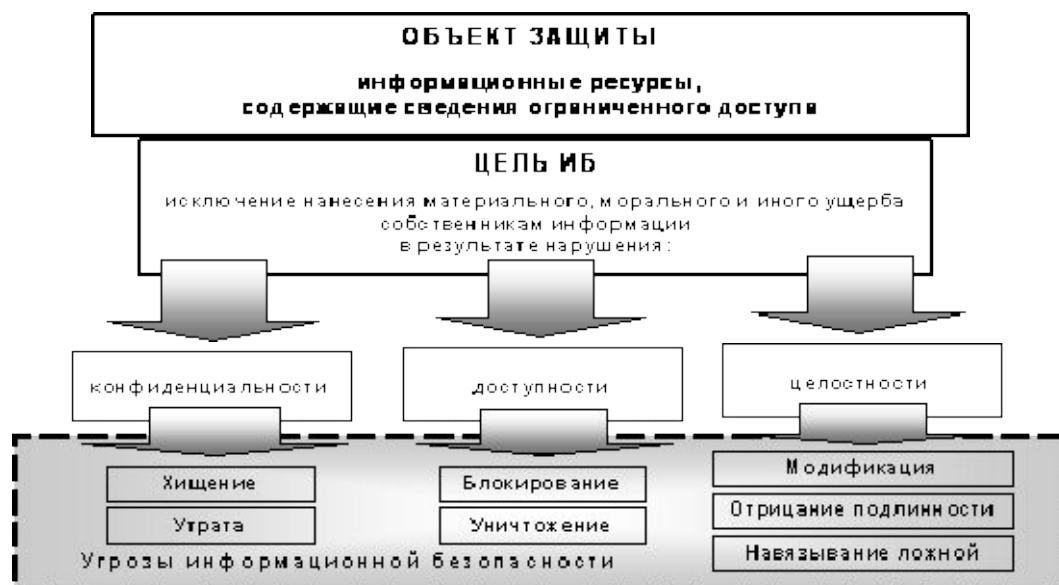 ОБЪЕКТ ЗАЩИТЫ
информационные ресурсы,
содержащие сведения ограниченного доступа
ЦЕЛЬ ИБ
исключение нанесения материального, морального и иного ущерба
собственникам информации
в результате нарушения:
конфиденциальности
доступности
целостности
Хищение
Утрата
Блокирование
Уничтожение
Модификация
Отрицание подлинности
Навязывание ложной
Угрозы информационной безопасности